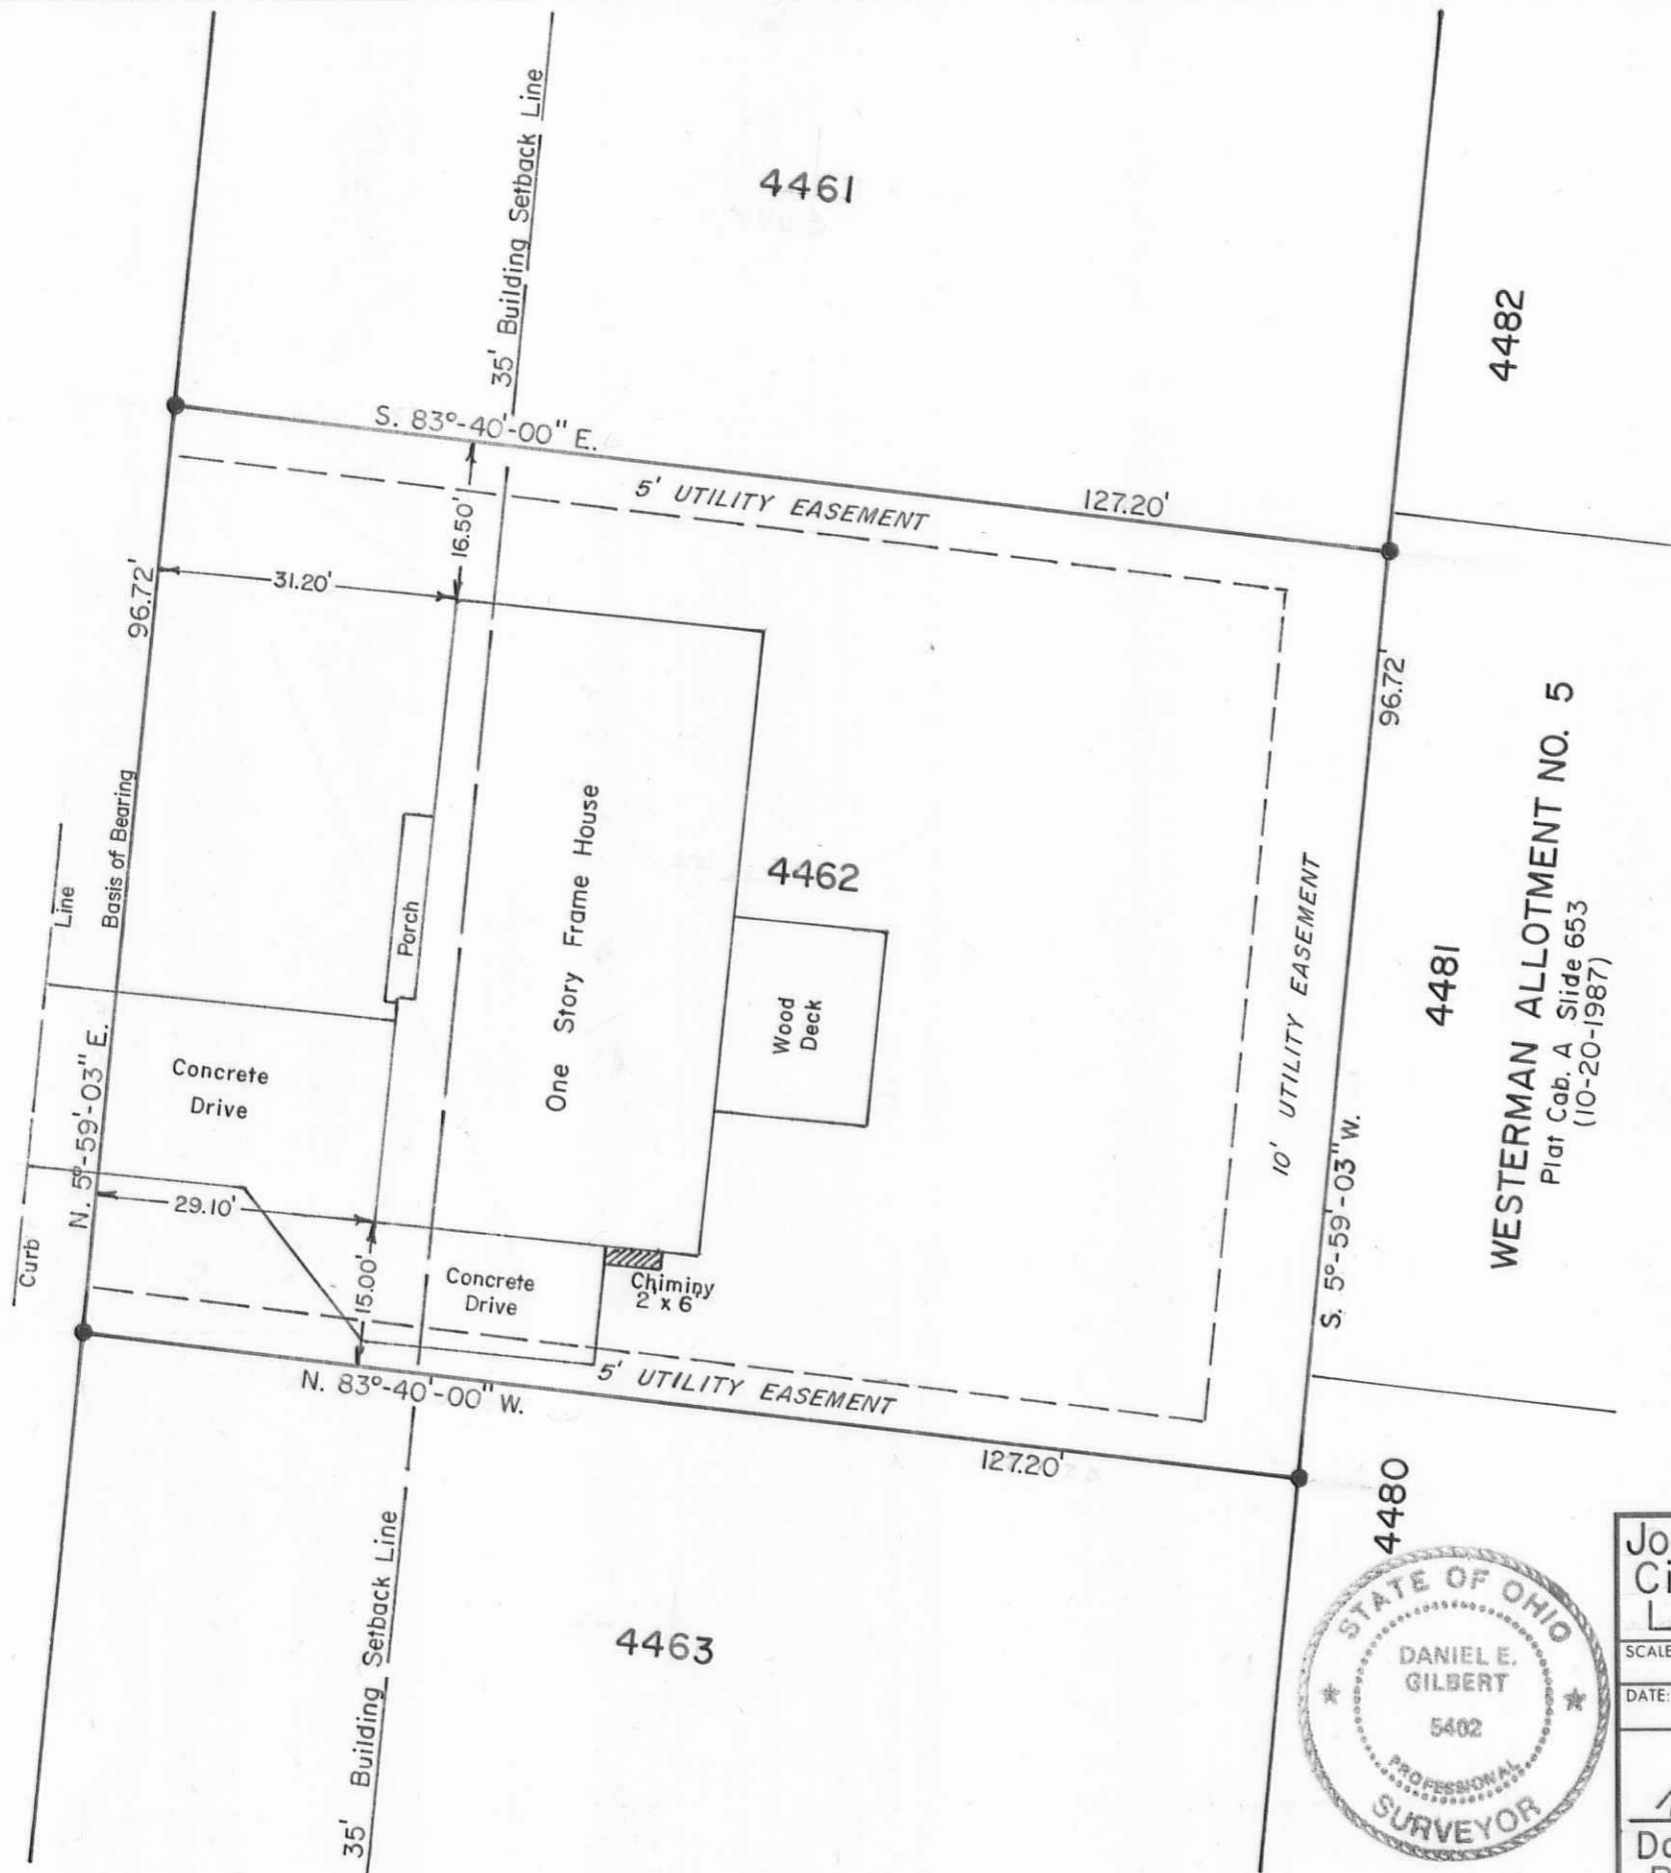 35' Building Setback Line
4461
4482
S. 83°-40'-00" E.
5' UTILITY EASEMENT
127.20'
16.50'
31.20'
96.72'
96.72'
Basis of Bearing
Line
One Story Frame House
4462
Porch
Wood
Deck
10' UTILITY EASEMENT
4481
WESTERMAN ALLOTMENT NO. 5
Plat Cab. A Slide 653
(10-20-1987)
N. 5°-59'-03" E.
Concrete
Drive
29.10'
Curb
15.00'
Concrete
Drive
Chiminy
2' x 6'
S. 5°-59'-03" W.
5' UTILITY EASEMENT
N. 83°-40'-00" W.
127.20'
4480
35' Building Setback Line
4463
STATE OF OHIO
DANIEL E.
GILBERT
5402
PROFESSIONAL
SURVEYOR
Jo
Ci
L
SCALE
DATE: